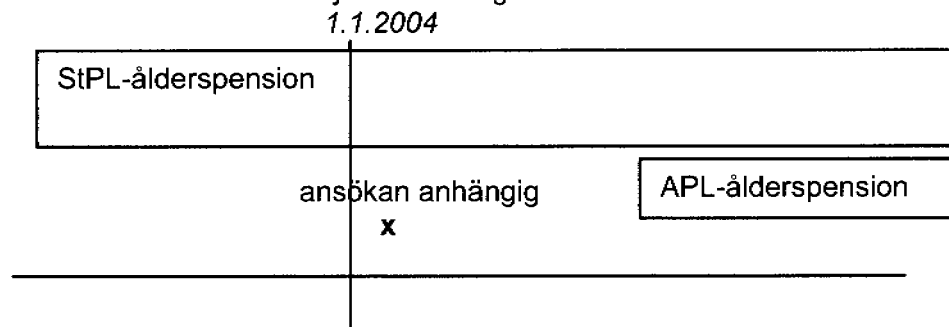 1.1.2004
StPL-ålderspension
ansökan anhängig
APL-ålderspension
x